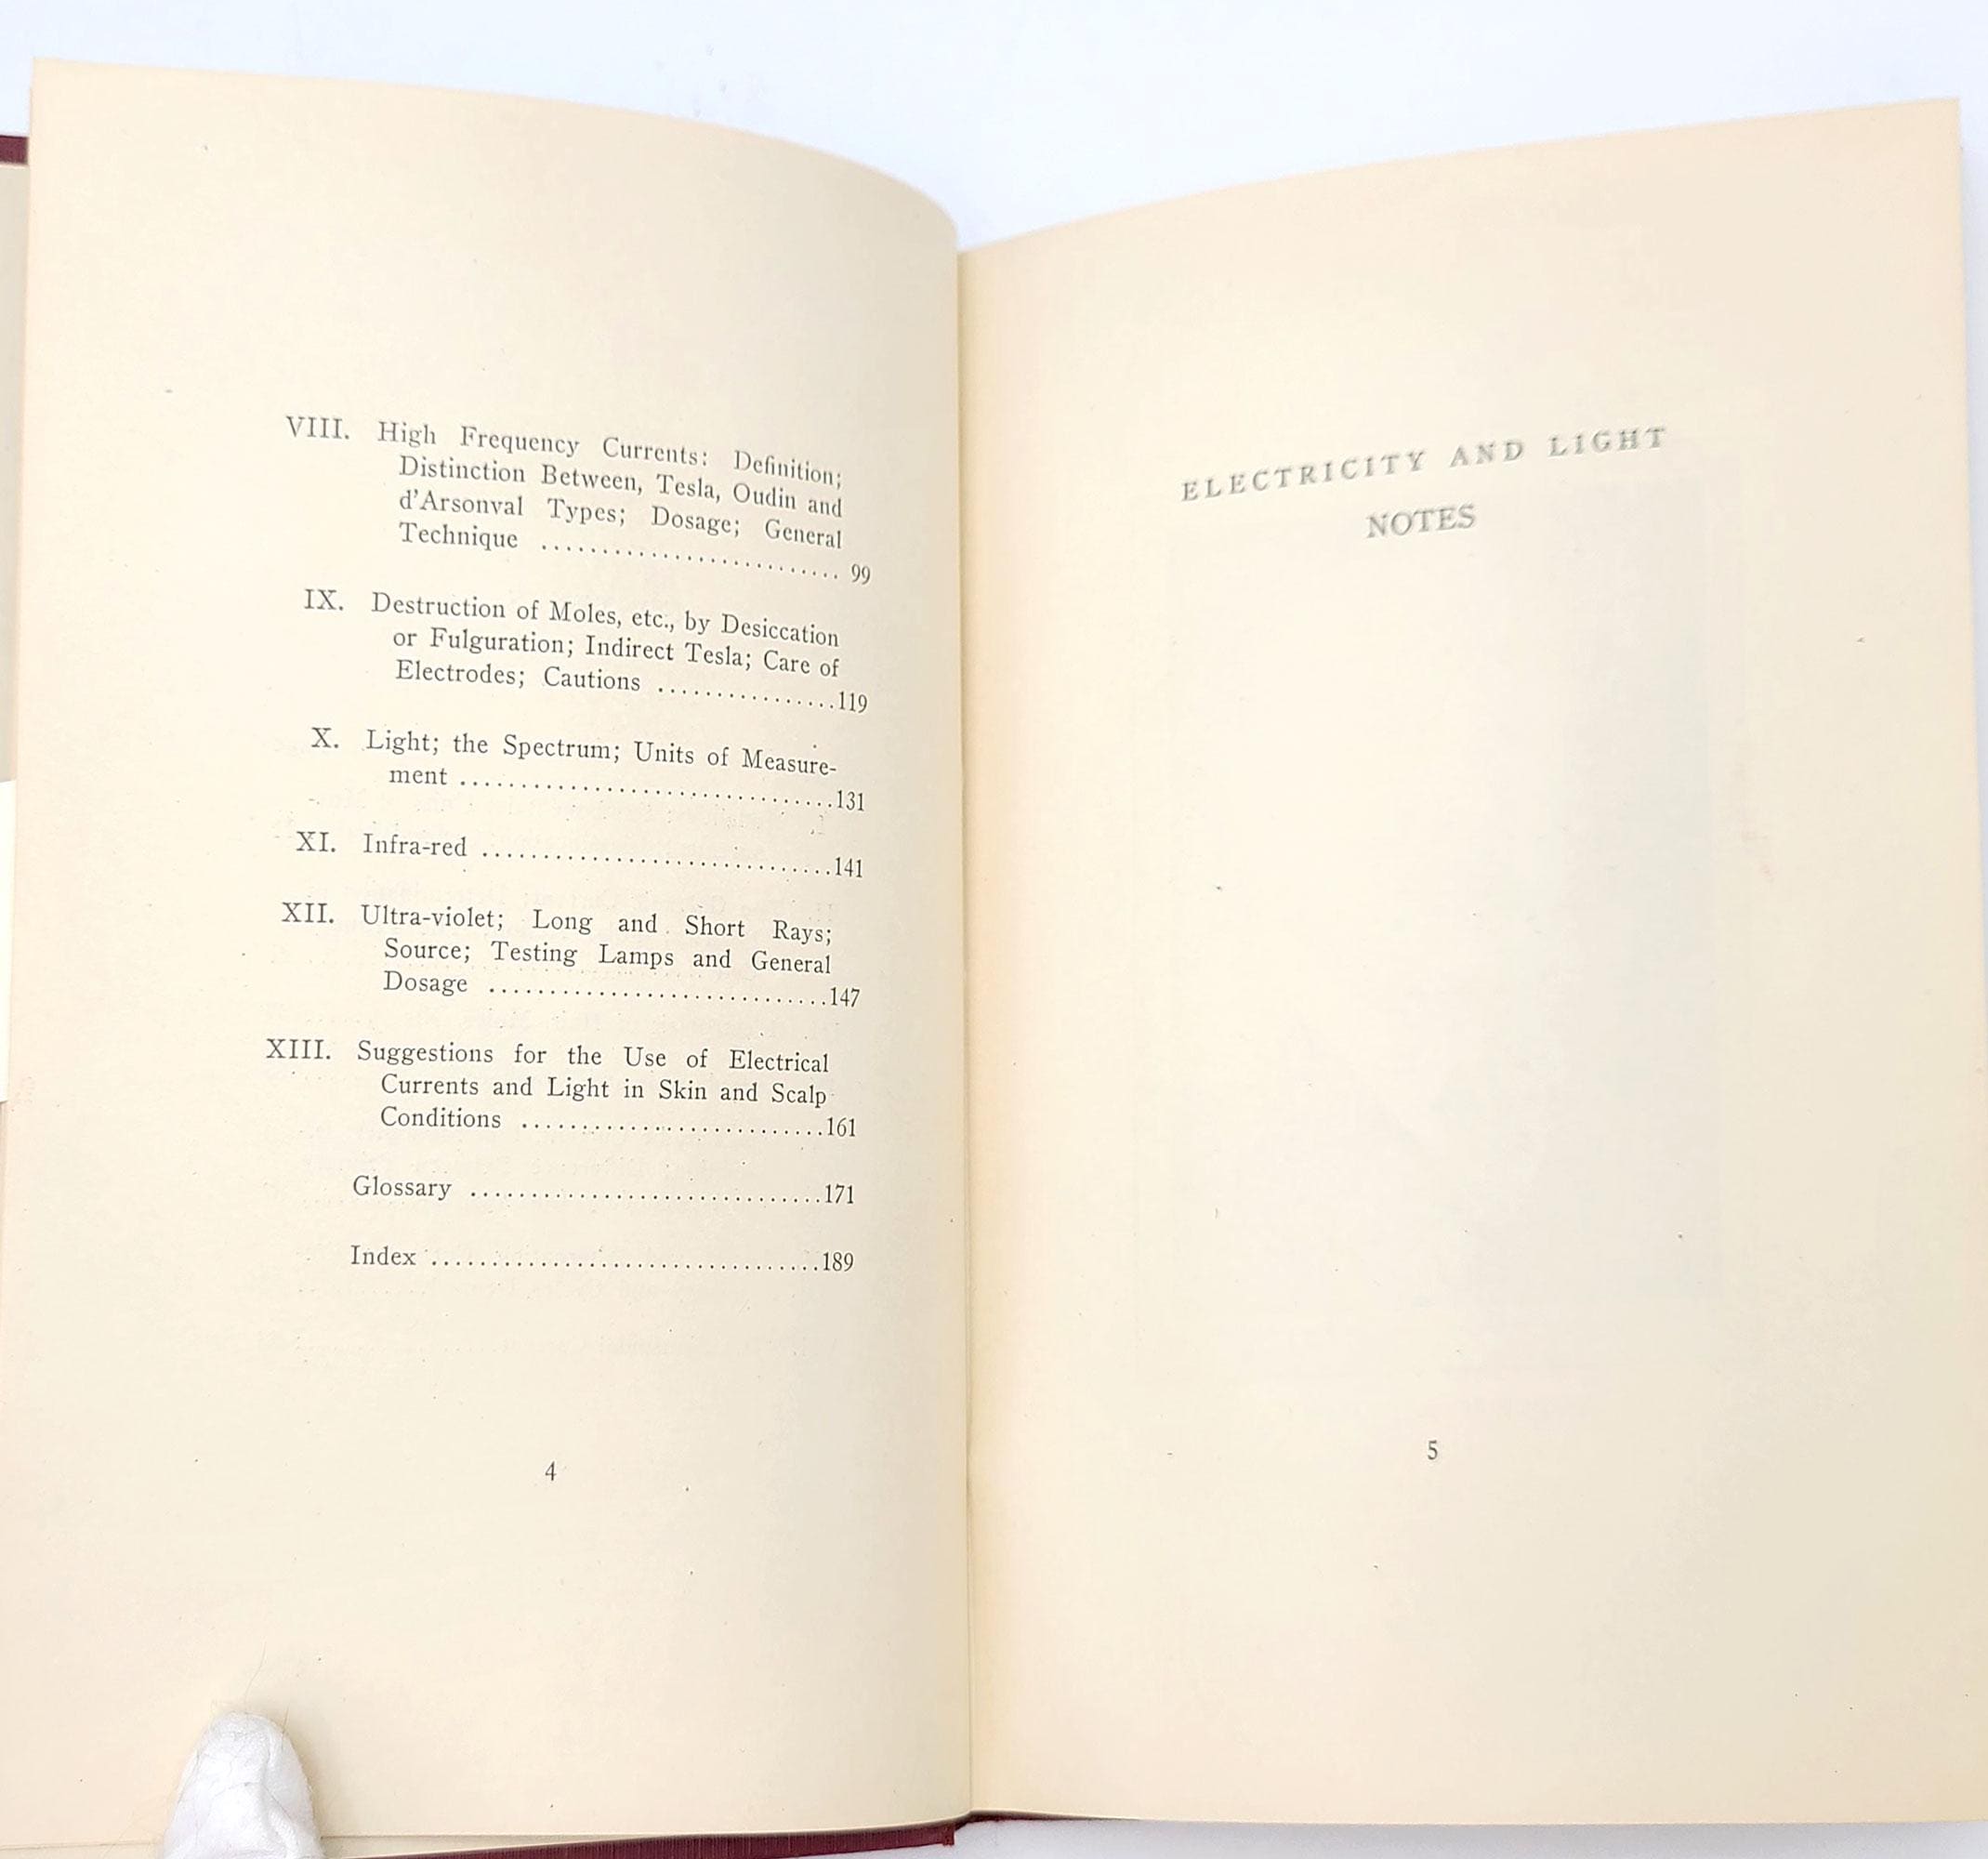 VIII. High Frequency Currents: Definition;
Distinction Between, Tesla, Oudin and
d'Arsonval Types; Dosage; General
Technique ......................... 99
IX. Destruction of Moles, etc., by Desiccation
or Fulguration; Indirect Tesla; Care of
Electrodes; Cautions ...............119
X. Light; the Spectrum; Units of Measure-
ment ...............................131
XI. Infra-red .............................141
XII. Ultra-violet; Long and Short Rays;
Source; Testing Lamps and General
Dosage ............................147
XIII. Suggestions for the Use of Electrical
Currents and Light in Skin and Scalp
Conditions .........................161
Glossary .............................171
Index ................................189
4
ELECTRICITY AND LIGHT
NOTES
5